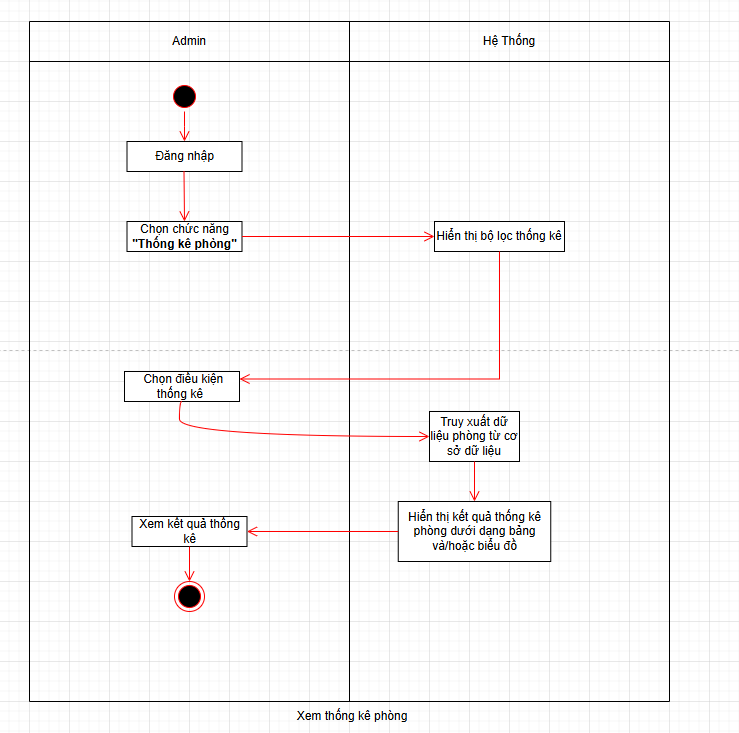 Admin
Hệ Thống
Đăng nhập
Chọn chức năng
"Thống kê phòng"
Hiển thị bộ lọc thống kê
Chọn điều kiện
thống kê
Truy xuất dữ
liệu phòng từ cơ
sở dữ liệu
Hiển thị kết quả thống kê
phòng dưới dạng bảng
và/hoặc biểu đồ
Xem kết quả thống
kê
Xem thống kê phòng